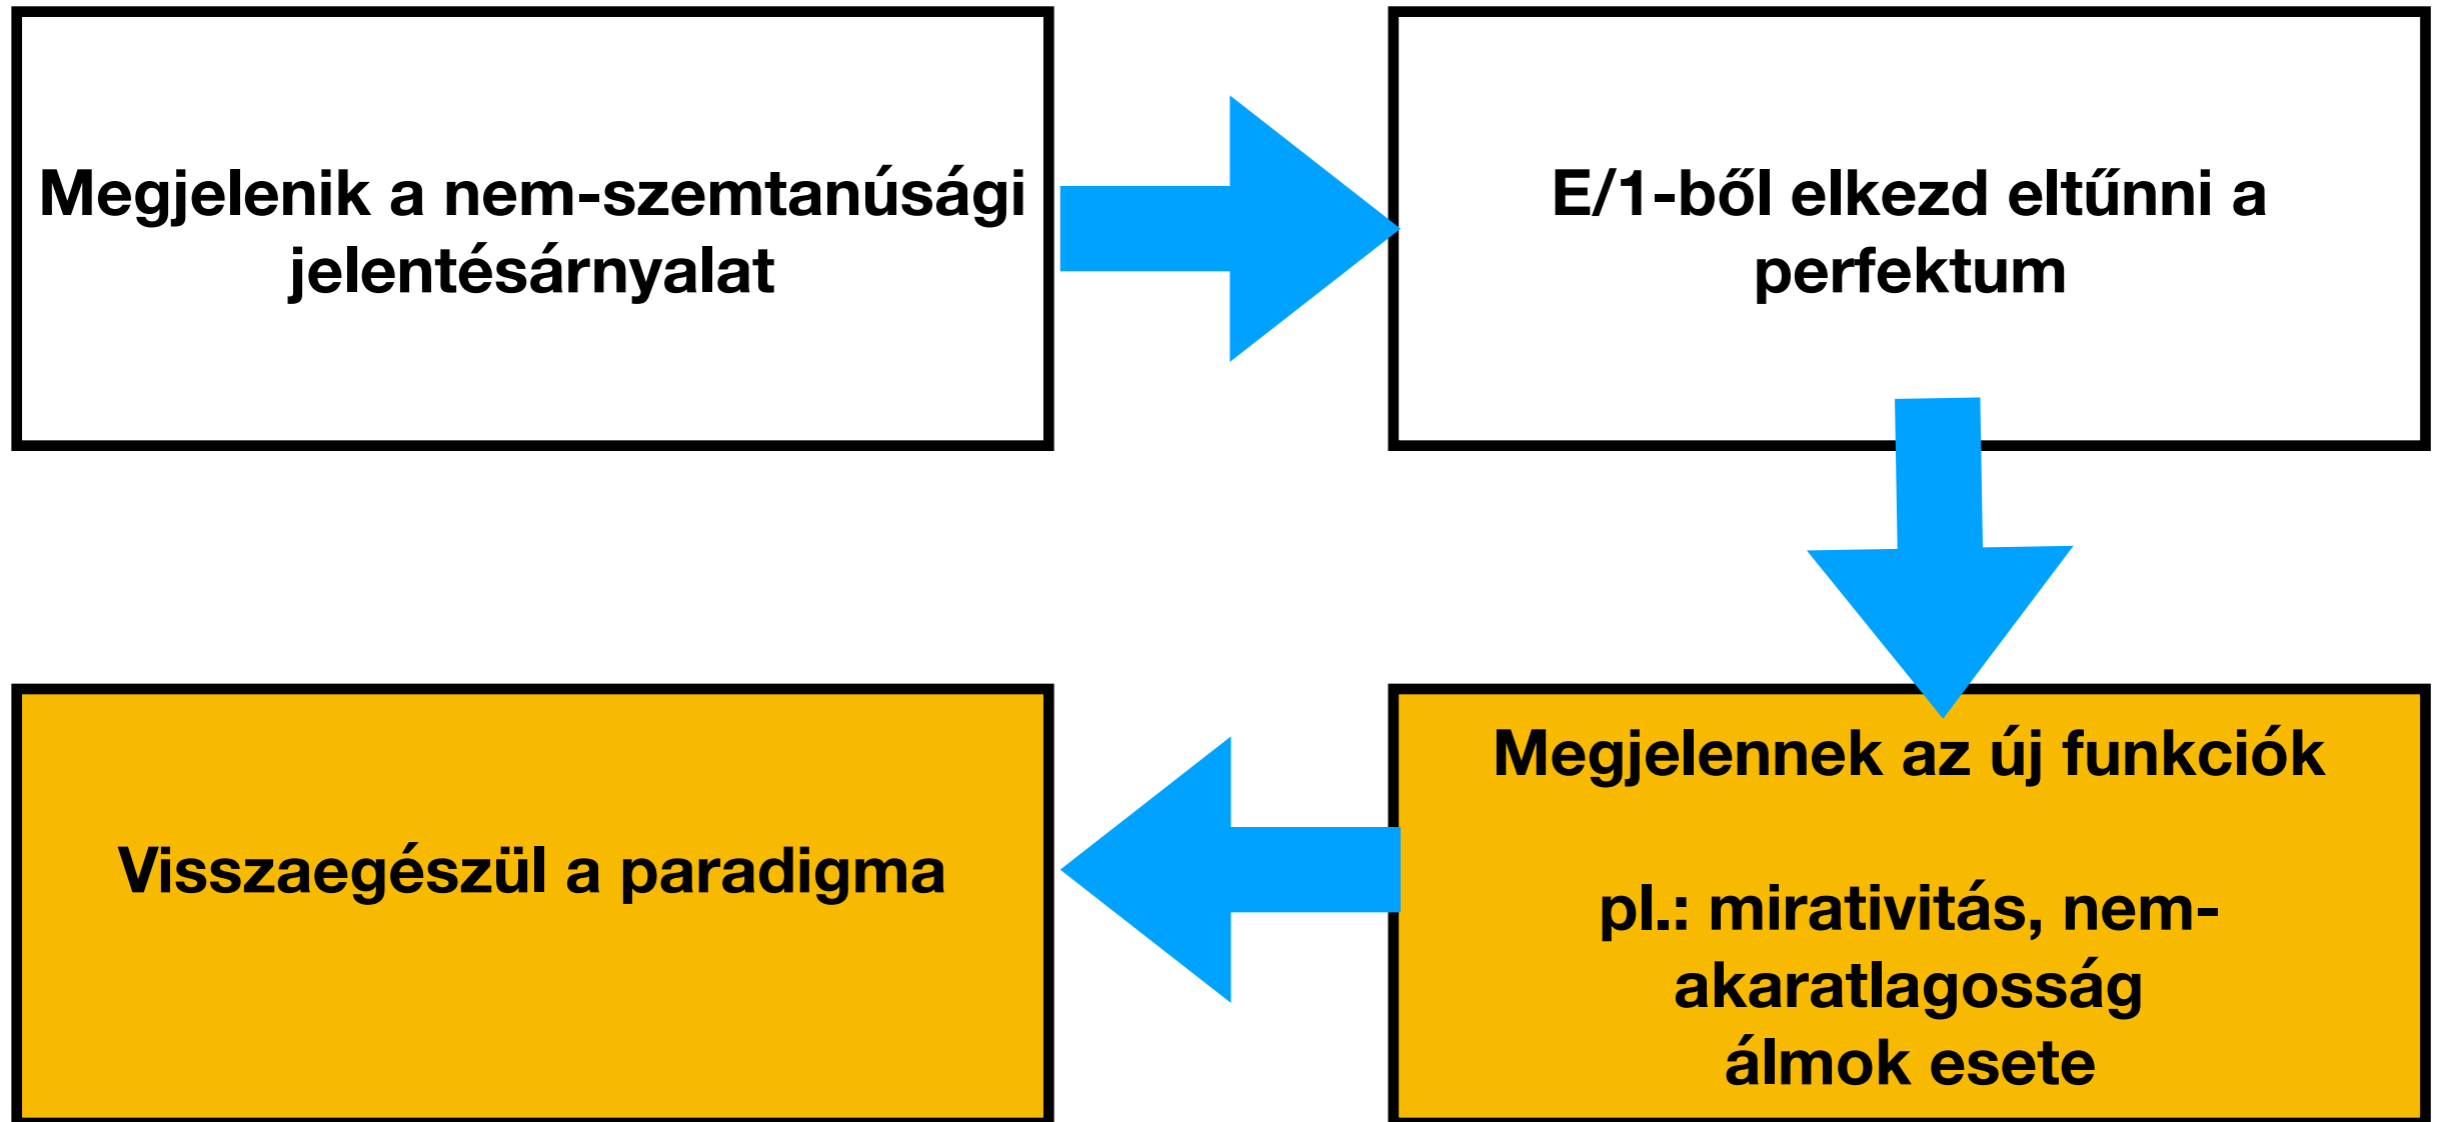 Megjelenik a nem-szemtanúsági
jelentésárnyalat
E/1-ből elkezd eltűnni a
perfektum
Megjelennek az új funkciók
pl.: mirativitás, nem-
akaratlagosság
álmok esete
Visszaegészül a paradigma